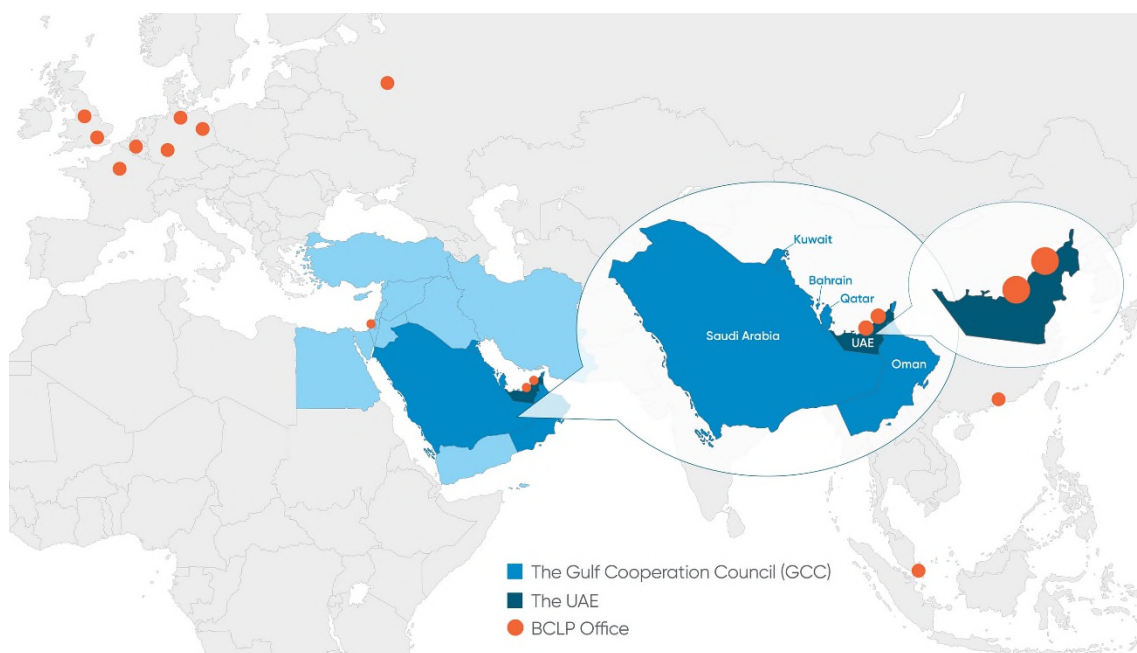 Kuwait
Bahrain
Qatar
Saudi Arabia
UAE
Oman
The Gulf Cooperation Council (GCC)
The UAE
BCLP Office